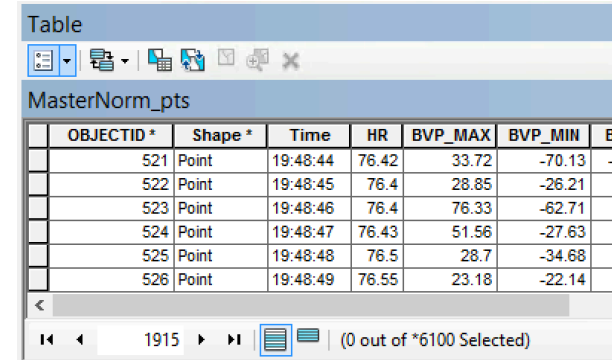 Table
MasterNorm_pts
OBJECTID * Shape * Time HR BVP_MAX BVP_MIN
521 Point 19:48:44 76.42 33.72 -70.13
522 Point 19:48:45 76.4 28.85 -26.21
523 Point 19:48:46 76.4 76.33 -62.71
524 Point 19:48:47 76.43 51.56 -27.63
525 Point 19:48:48 76.5 28.7 -34.68
526 Point 19:48:49 76.55 23.18 -22.14
1915 (0 out of *6100 Selected)